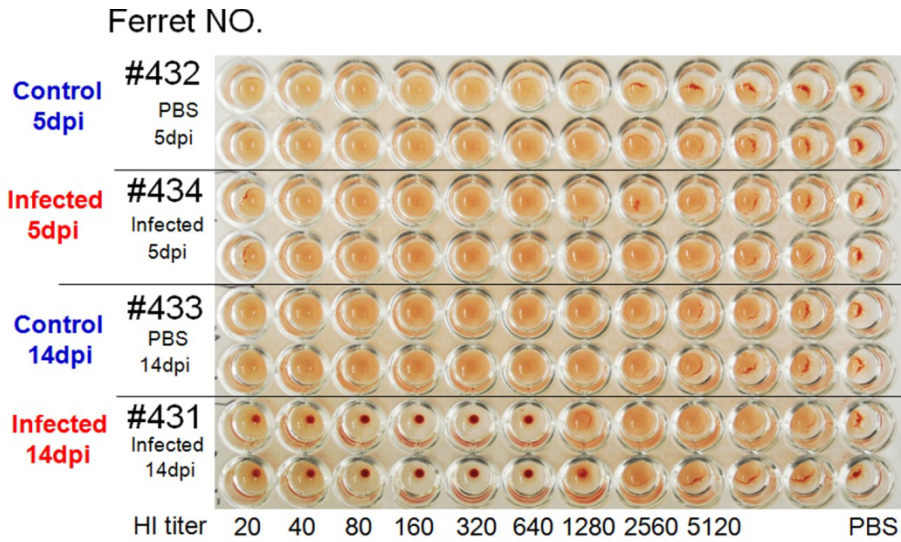 Ferret NO.
Control
5dpi
#432
PBS
5dpi
Infected
5dpi
#434
Infected
5dpi
Control
14dpi
#433
PBS
14dpi
Infected
14dpi
#431
Infected
14dpi
HI titer 20 40 80 160 320 640 1280 2560 5120 PBS